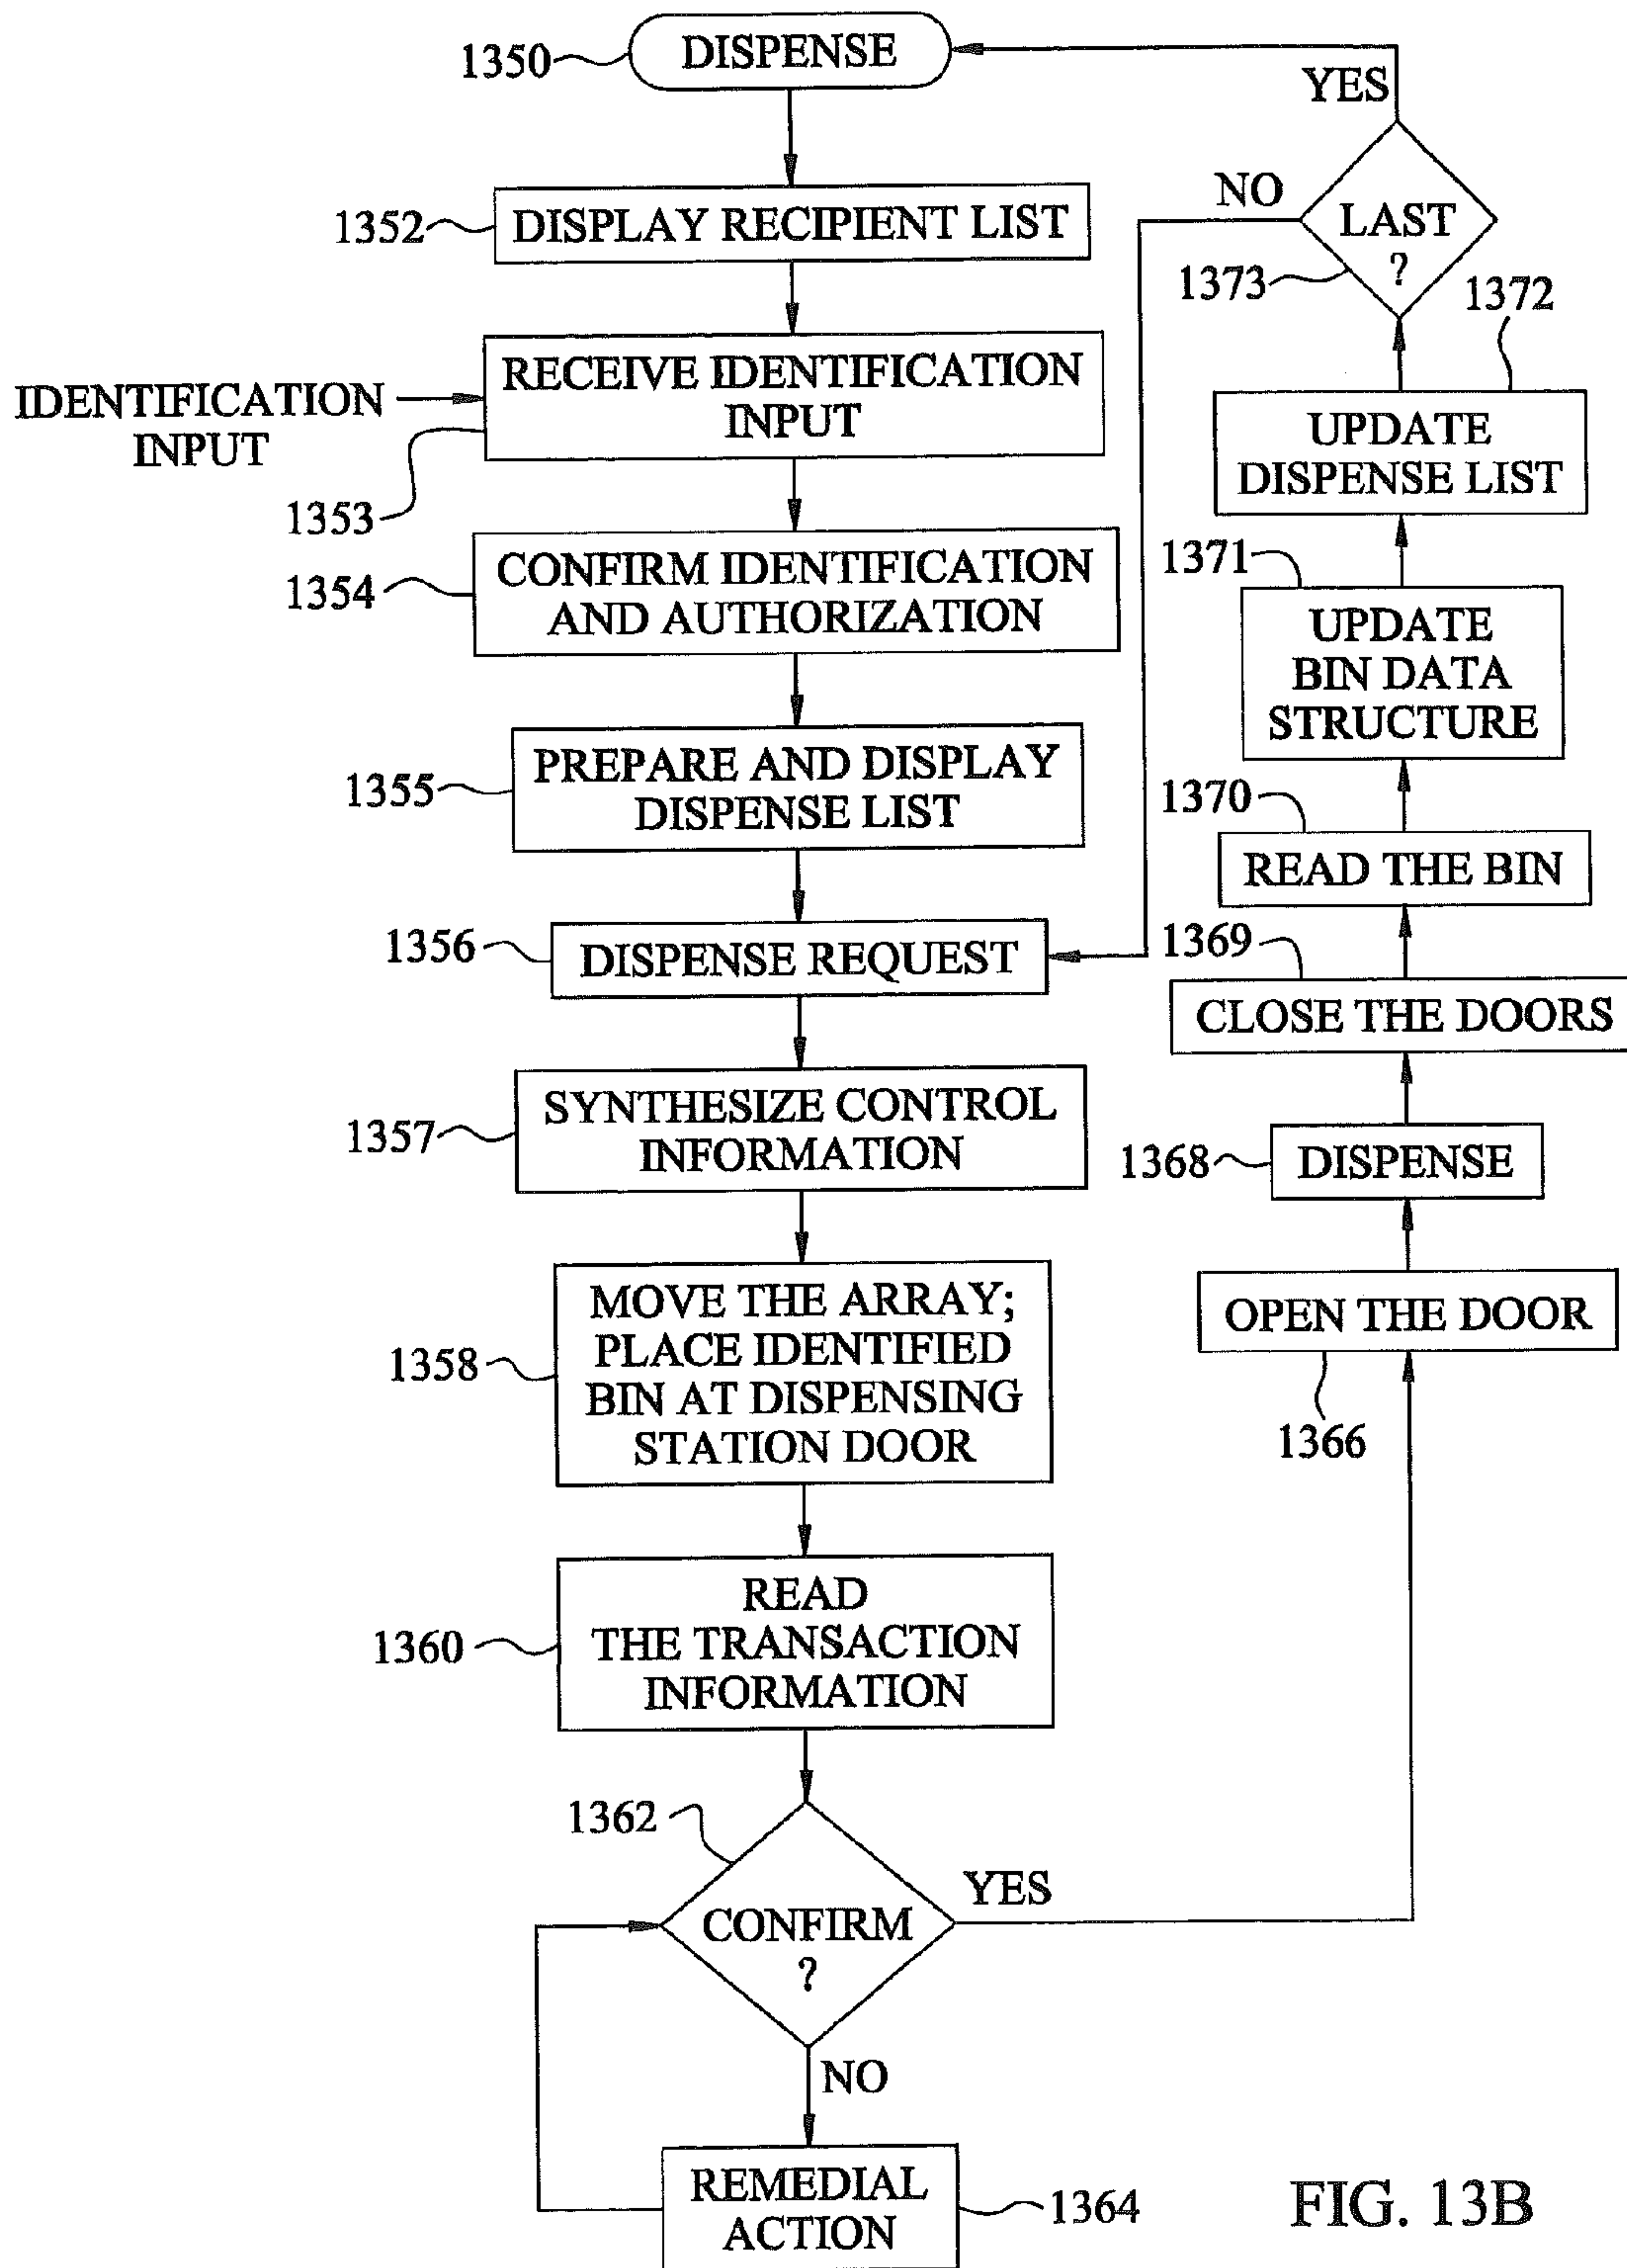 1350
DISPENSE
1352
DISPLAY RECIPIENT LIST
IDENTIFICATION
INPUT
RECEIVE IDENTIFICATION
INPUT
1353
1354
CONFIRM IDENTIFICATION
AND AUTHORIZATION
1355
PREPARE AND DISPLAY
DISPENSE LIST
1356
DISPENSE REQUEST
1357
SYNTHESIZE CONTROL
INFORMATION
1358
MOVE THE ARRAY;
PLACE IDENTIFIED
BIN AT DISPENSING
STATION DOOR
1360
READ
THE TRANSACTION
INFORMATION
1362
CONFIRM
?
YES
NO
REMEDIAL
ACTION
1364
YES
NO
LAST
?
1373
1372
UPDATE
DISPENSE LIST
1371
UPDATE
BIN DATA
STRUCTURE
1370
READ THE BIN
1369
CLOSE THE DOORS
1368
DISPENSE
OPEN THE DOOR
1366
FIG. 13B